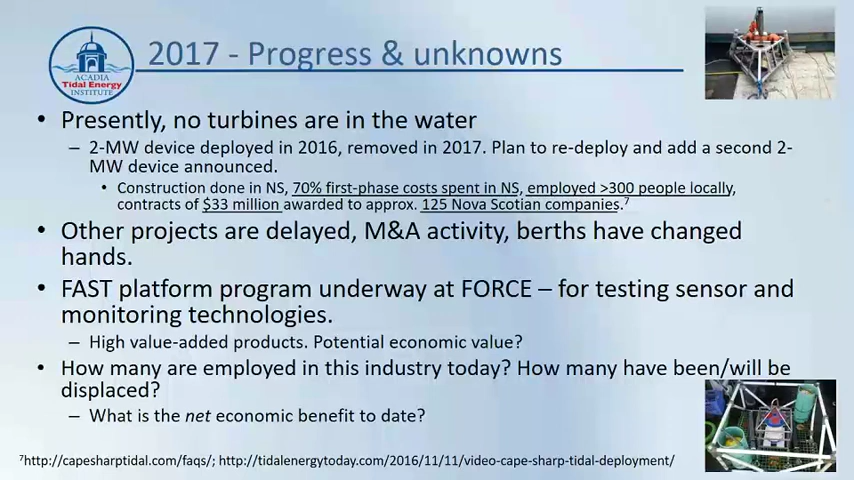 ACADIA
Tidal Energy
INSTITUTE
2017 - Progress & unknowns
• Presently, no turbines are in the water
– 2-MW device deployed in 2016, removed in 2017. Plan to re-deploy and add a second 2-
MW device announced.
• Construction done in NS, 70% first-phase costs spent in NS, employed >300 people locally,
contracts of $33 million awarded to approx. 125 Nova Scotian companies.7
• Other projects are delayed, M&A activity, berths have changed
hands.
• FAST platform program underway at FORCE – for testing sensor and
monitoring technologies.
– High value-added products. Potential economic value?
• How many are employed in this industry today? How many have been/will be
displaced?
– What is the net economic benefit to date?
7http://capesharptidal.com/faqs/; http://tidalenergytoday.com/2016/11/11/video-cape-sharp-tidal-deployment/